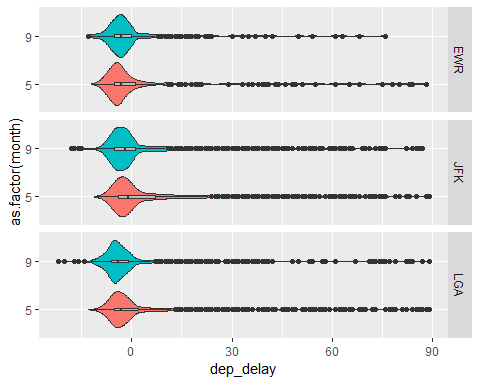 9
5
EWR
9
5
JFK
9
5
LGA
as.factor(month)
0
30
60
90
dep_delay